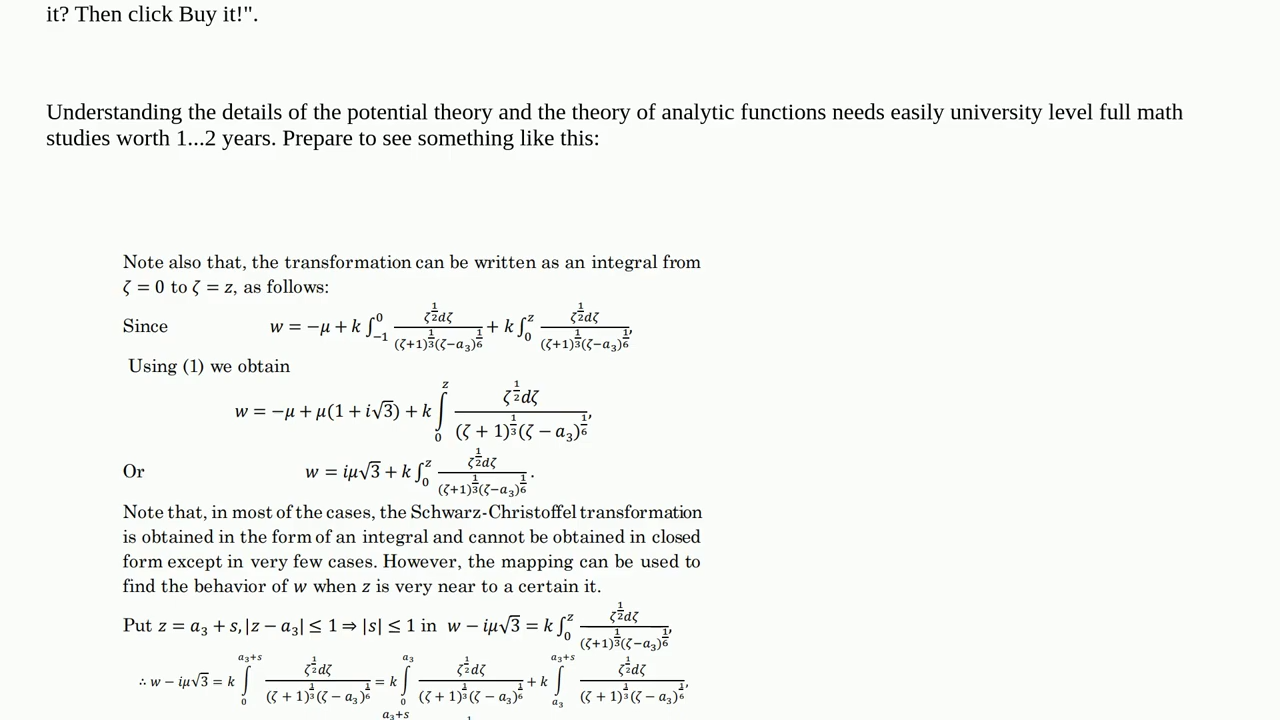 it? Then click Buy it!".
Understanding the details of the potential theory and the theory of analytic functions needs easily university level full math
studies worth 1...2 years. Prepare to see something like this:
Note also that, the transformation can be written as an integral from
ζ = 0 to ζ = z, as follows:
Since w = −μ + k ∫₋₁⁰ ζ^(1/2)dζ / ((ζ+1)^(1/3)(ζ−a₃)^(1/6)) + k ∫₀ᶻ ζ^(1/2)dζ / ((ζ+1)^(1/3)(ζ−a₃)^(1/6)),
Using (1) we obtain
w = −μ + μ(1 + i√3) + k ∫₀ᶻ ζ^(1/2)dζ / ((ζ + 1)^(1/3)(ζ − a₃)^(1/6)),
Or w = iμ√3 + k ∫₀ᶻ ζ^(1/2)dζ / ((ζ+1)^(1/3)(ζ−a₃)^(1/6)).
Note that, in most of the cases, the Schwarz-Christoffel transformation
is obtained in the form of an integral and cannot be obtained in closed
form except in very few cases. However, the mapping can be used to
find the behavior of w when z is very near to a certain it.
Put z = a₃ + s, |z − a₃| ≤ 1 ⇒ |s| ≤ 1 in w − iμ√3 = k ∫₀ᶻ ζ^(1/2)dζ / ((ζ+1)^(1/3)(ζ−a₃)^(1/6)),
∴ w − iμ√3 = k ∫₀^(a₃+s) ζ^(1/2)dζ / ((ζ + 1)^(1/3)(ζ − a₃)^(1/6)) = k ∫₀^(a₃) ζ^(1/2)dζ / ((ζ + 1)^(1/3)(ζ − a₃)^(1/6)) + k ∫_(a₃)^(a₃+s) ζ^(1/2)dζ / ((ζ + 1)^(1/3)(ζ − a₃)^(1/6)),
a₃+s